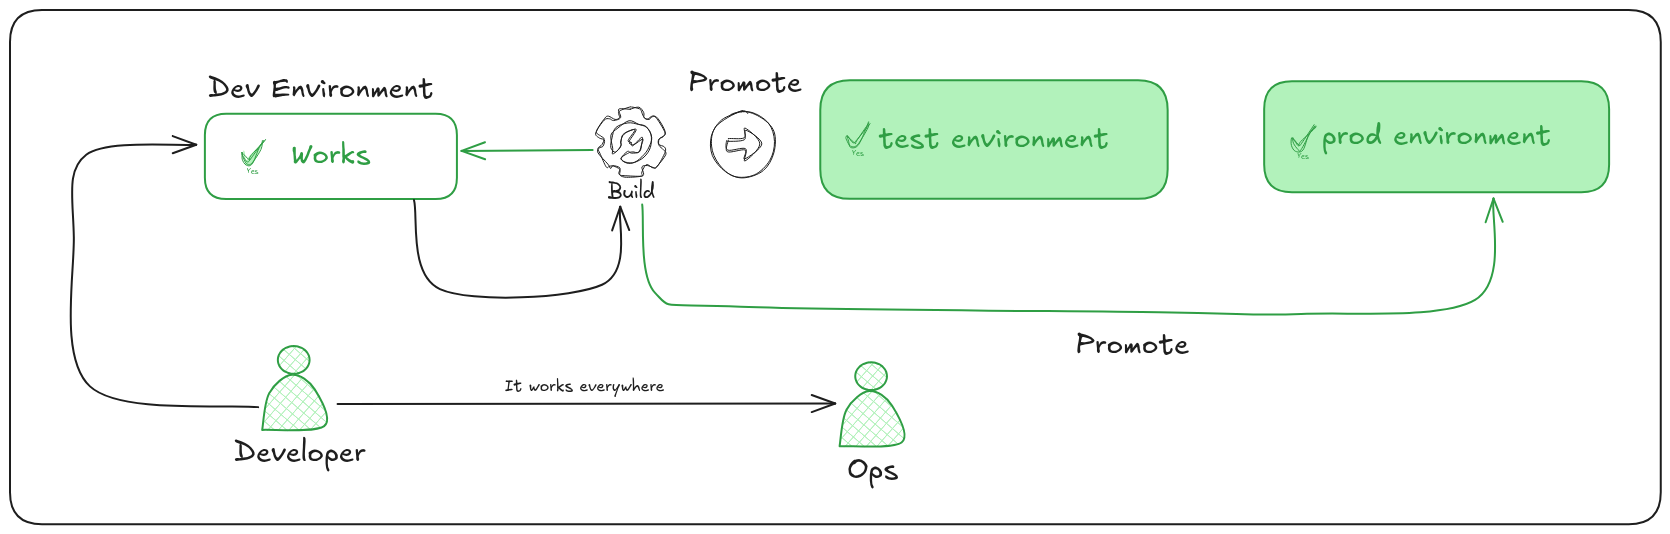 Dev Environment
Yes
Works
Build
Promote
Yes
test environment
Yes
prod environment
Promote
It works everywhere
Developer
Ops